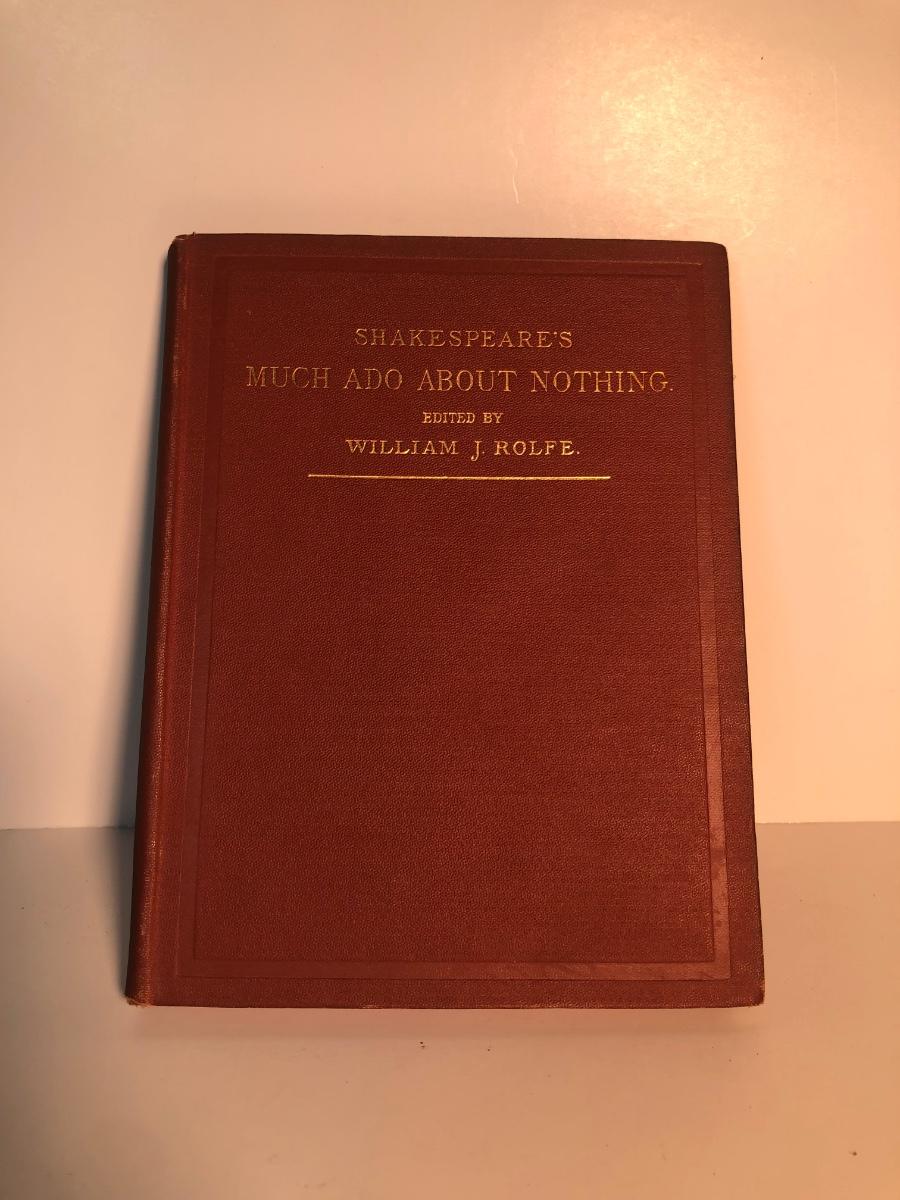 SHAKESPEARE'S
MUCH ADO ABOUT NOTHING.
EDITED BY
WILLIAM J. ROLFE.